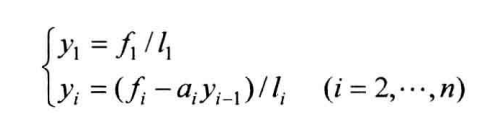 y₁ = f₁ / l₁
yᵢ = (fᵢ − aᵢyᵢ₋₁) / lᵢ (i = 2, ⋯, n)